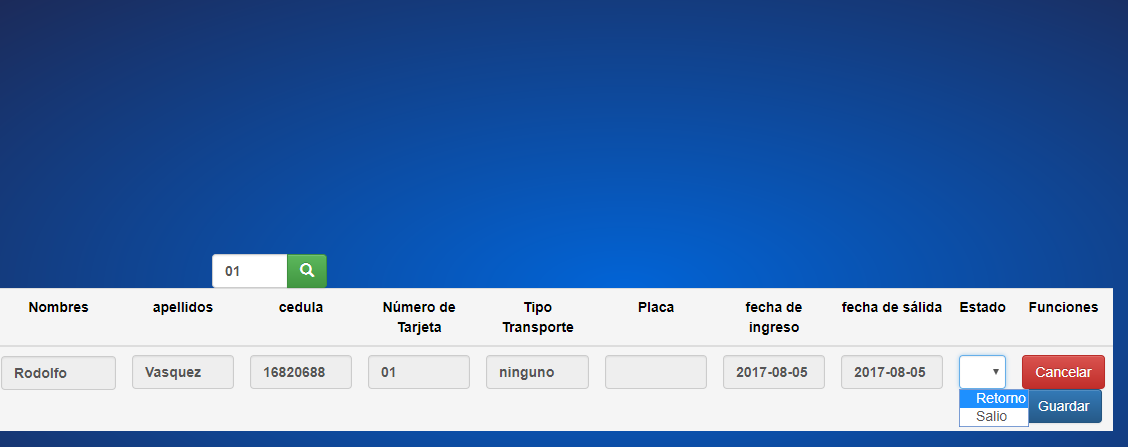 01
Nombres apellidos cedula Número de Tarjeta Tipo Transporte Placa fecha de ingreso fecha de sálida Estado Funciones
Rodolfo Vasquez 16820688 01 ninguno 2017-08-05 2017-08-05 Cancelar
Retorno Guardar
Salio